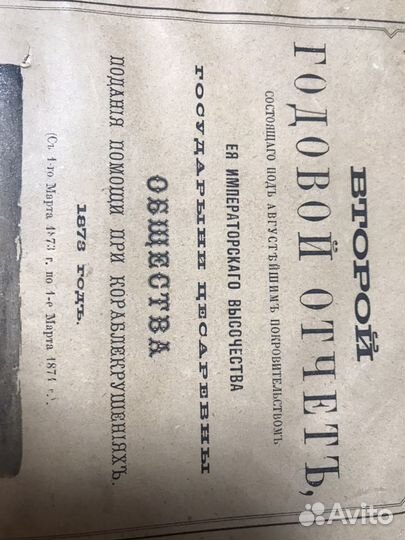 ВТОРОЙ
ГОДОВОЙ ОТЧЕТЪ,
СОСТОЯЩАГО ПОДЪ АВГУСТѢЙШИМЪ ПОКРОВИТЕЛЬСТВОМЪ
ЕЯ ИМПЕРАТОРСКАГО ВЫСОЧЕСТВА
ГОСУДАРЫНИ ЦЕСАРЕВНЫ
ОБЩЕСТВА
ПОДАНІЯ ПОМОЩИ ПРИ КОРАБЛЕКРУШЕНІЯХЪ.
1873 ГОДЪ.
(Съ 1-го Марта 1873 г. по 1-е Марта 1874 г.).
Avito